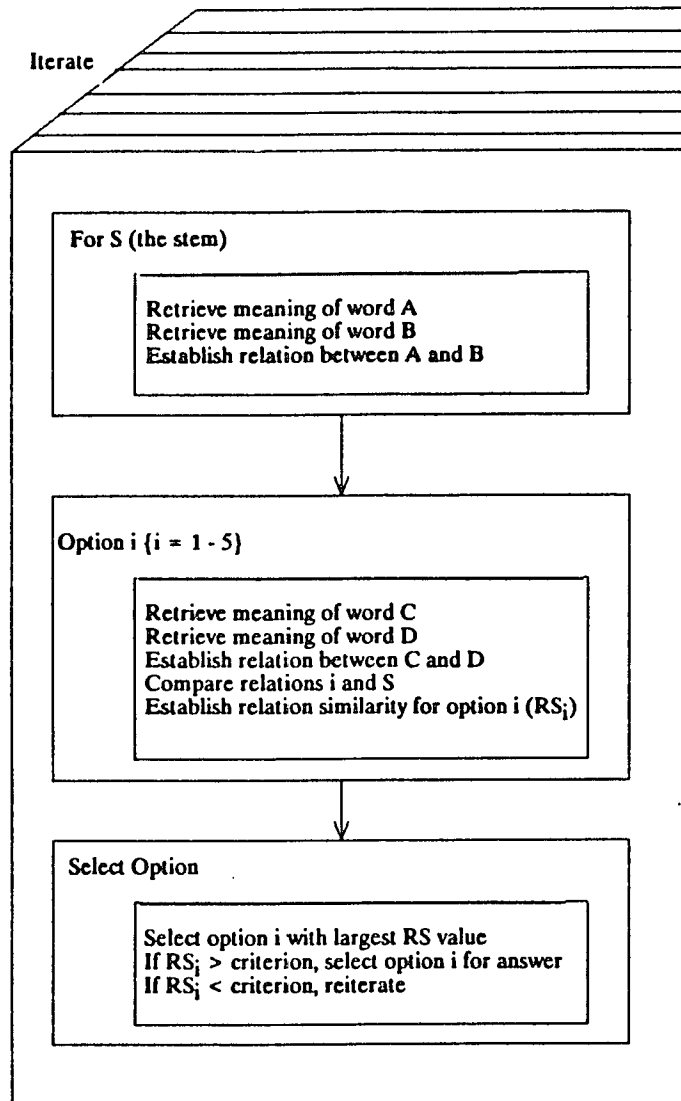 Iterate
For S (the stem)
Retrieve meaning of word A
Retrieve meaning of word B
Establish relation between A and B
Option i {i = 1 - 5}
Retrieve meaning of word C
Retrieve meaning of word D
Establish relation between C and D
Compare relations i and S
Establish relation similarity for option i (RSᵢ)
Select Option
Select option i with largest RS value
If RSᵢ > criterion, select option i for answer
If RSᵢ < criterion, reiterate